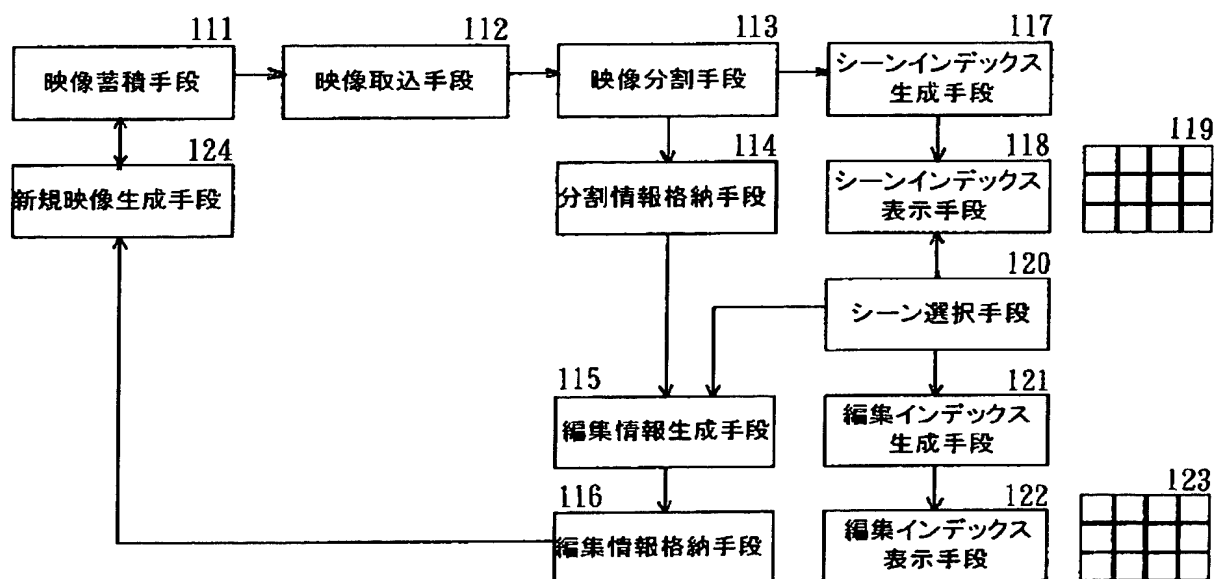 111
映像蓄積手段
112
映像取込手段
113
映像分割手段
117
シーンインデックス
生成手段
124
新規映像生成手段
114
分割情報格納手段
118
シーンインデックス
表示手段
119
120
シーン選択手段
115
編集情報生成手段
121
編集インデックス
生成手段
116
編集情報格納手段
122
編集インデックス
表示手段
123